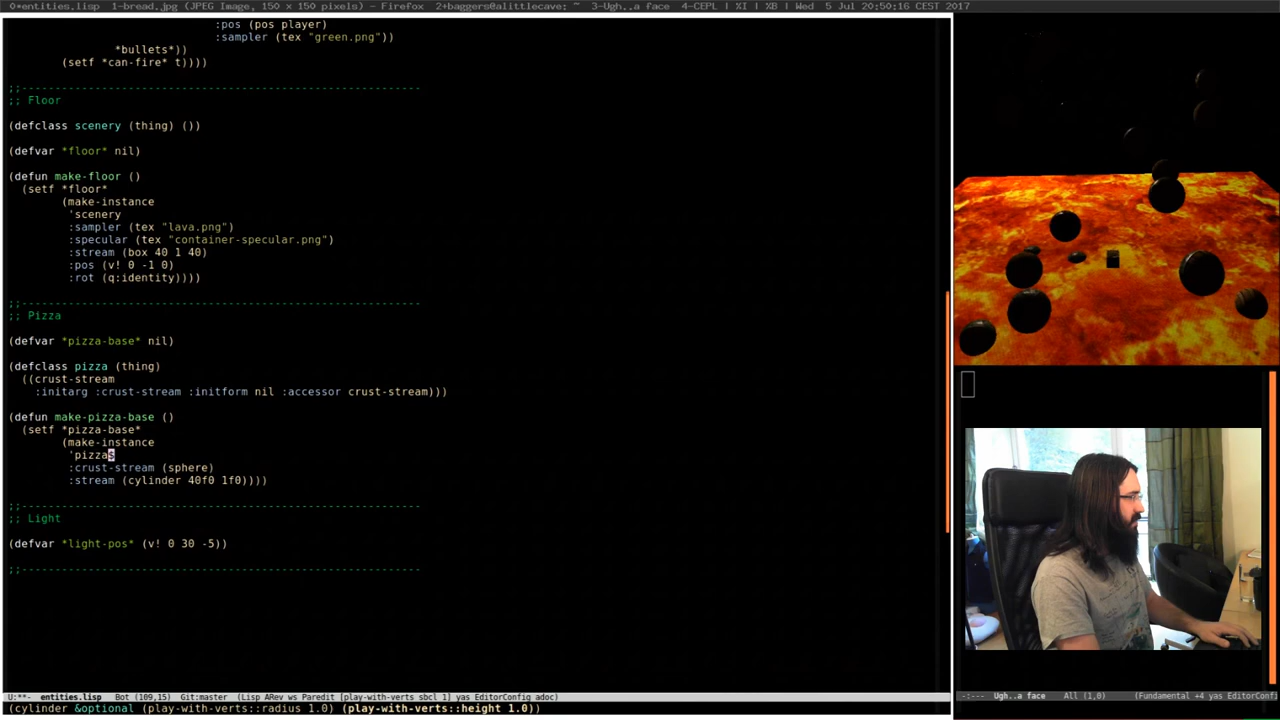 0*entities.lisp  1-bread..jpg (JPEG Image, 150 x 150 pixels) - Firefox  2*baggers@alittlecave: ~  3-Ugh..a face  4-CEPL | %I | %B | Wed  5 Jul 20:50:16 CEST 2017
:pos (pos player)
:sampler (tex "green.png"))
*bullets*))
(setf *can-fire* t))))
;;----------------------------------------------------------------
;; Floor
(defclass scenery (thing) ())
(defvar *floor* nil)
(defun make-floor ()
(setf *floor*
(make-instance
'scenery
:sampler (tex "lava.png")
:specular (tex "container-specular.png")
:stream (box 40 1 40)
:pos (v! 0 -1 0)
:rot (q:identity))))
;;----------------------------------------------------------------
;; Pizza
(defvar *pizza-base* nil)
(defclass pizza (thing)
((crust-stream
:initarg :crust-stream :initform nil :accessor crust-stream)))
(defun make-pizza-base ()
(setf *pizza-base*
(make-instance
'pizzas
:crust-stream (sphere)
:stream (cylinder 40f0 1f0))))
;;----------------------------------------------------------------
;; Light
(defvar *light-pos* (v! 0 30 -5))
;;----------------------------------------------------------------
U:**-  entities.lisp   Bot (109,15)  Git:master  (Lisp ARev ws Paredit [play-with-verts sbcl 1] yas EditorConfig adoc)
-:---  Ugh..a face    All (1,0)      (Fundamental +4 yas EditorConfig)
(cylinder &optional (play-with-verts::radius 1.0) (play-with-verts::height 1.0))